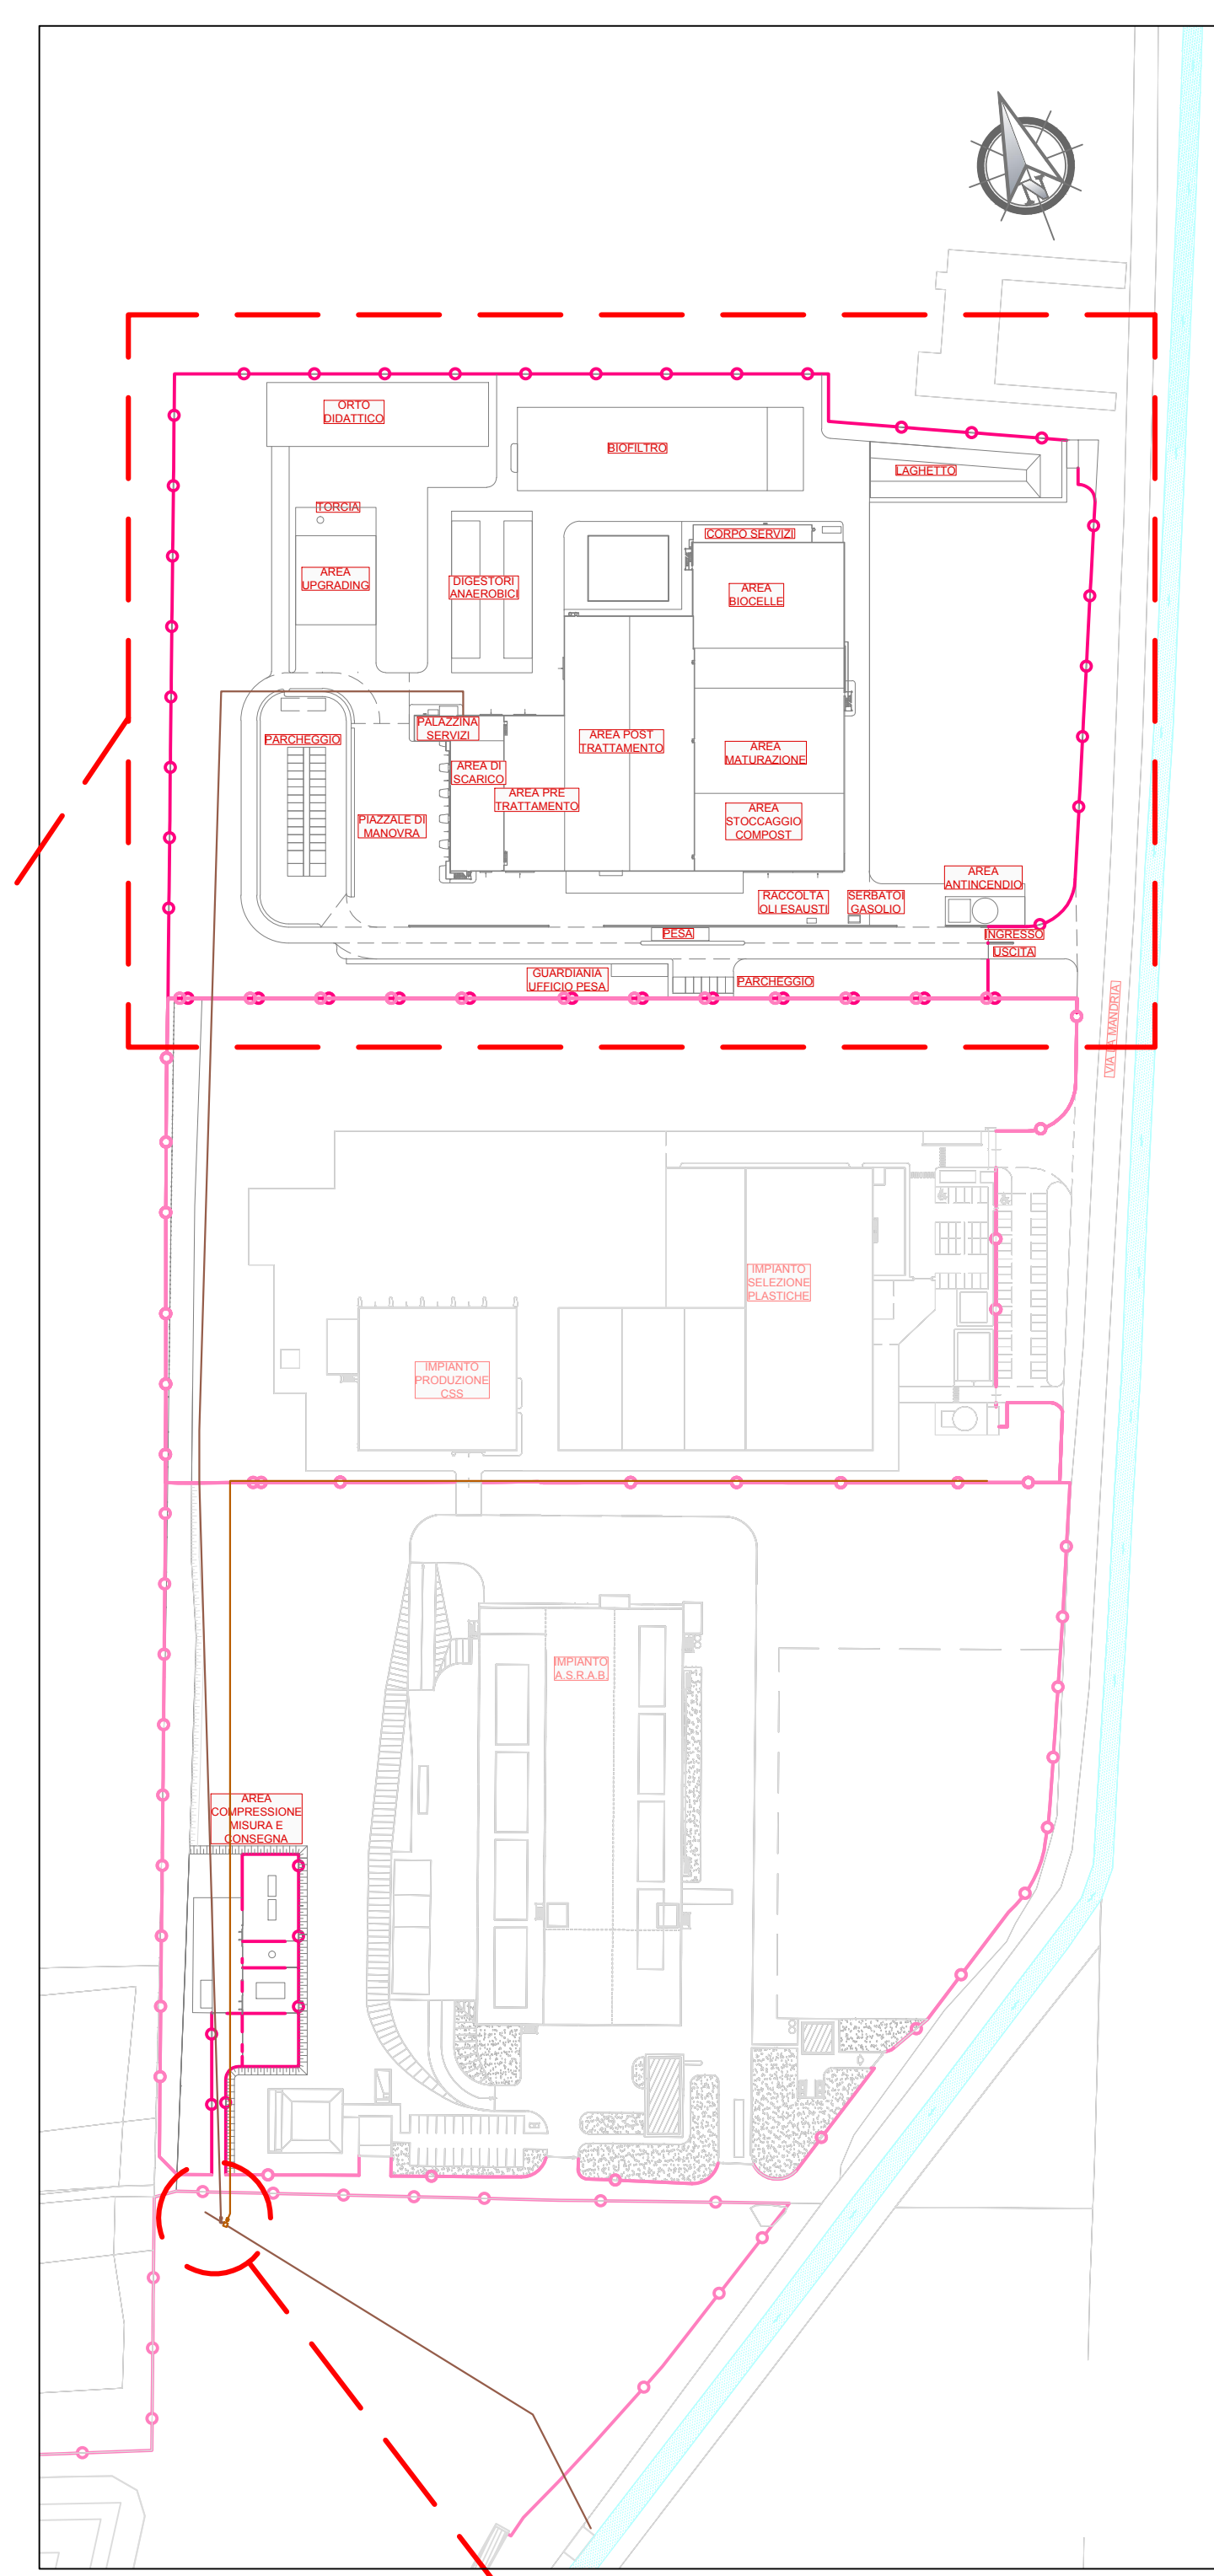 N
ORTO
DIDATTICO
BIOFILTRO
LAGHETTO
TORCIA
CORPO SERVIZI
AREA
UPGRADING
DIGESTORI
ANAEROBICI
AREA
BIOCELLE
PALAZZINA
SERVIZI
PARCHEGGIO
AREA POST
TRATTAMENTO
AREA
MATURAZIONE
AREA DI
SCARICO
AREA PRE
TRATTAMENTO
PIAZZALE DI
MANOVRA
AREA
STOCCAGGIO
COMPOST
AREA
ANTINCENDIO
RACCOLTA
OLI ESAUSTI
SERBATOI
GASOLIO
PESA
INGRESSO
USCITA
GUARDIANIA
UFFICIO PESA
PARCHEGGIO
VIA LA MANDRIA
IMPIANTO
SELEZIONE
PLASTICHE
IMPIANTO
PRODUZIONE
CSS
IMPIANTO
A.S.R.A.B.
AREA
COMPRESSIONE
MISURA E
CONSEGNA